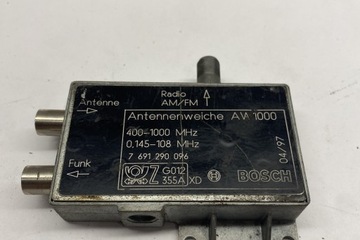 Radio
AM/FM
Antenne
Antennenweiche AW 1000
400-1000 MHz
0,145-108 MHz
7 691 290 096
04/97
Funk
G012
355A XD
BOSCH